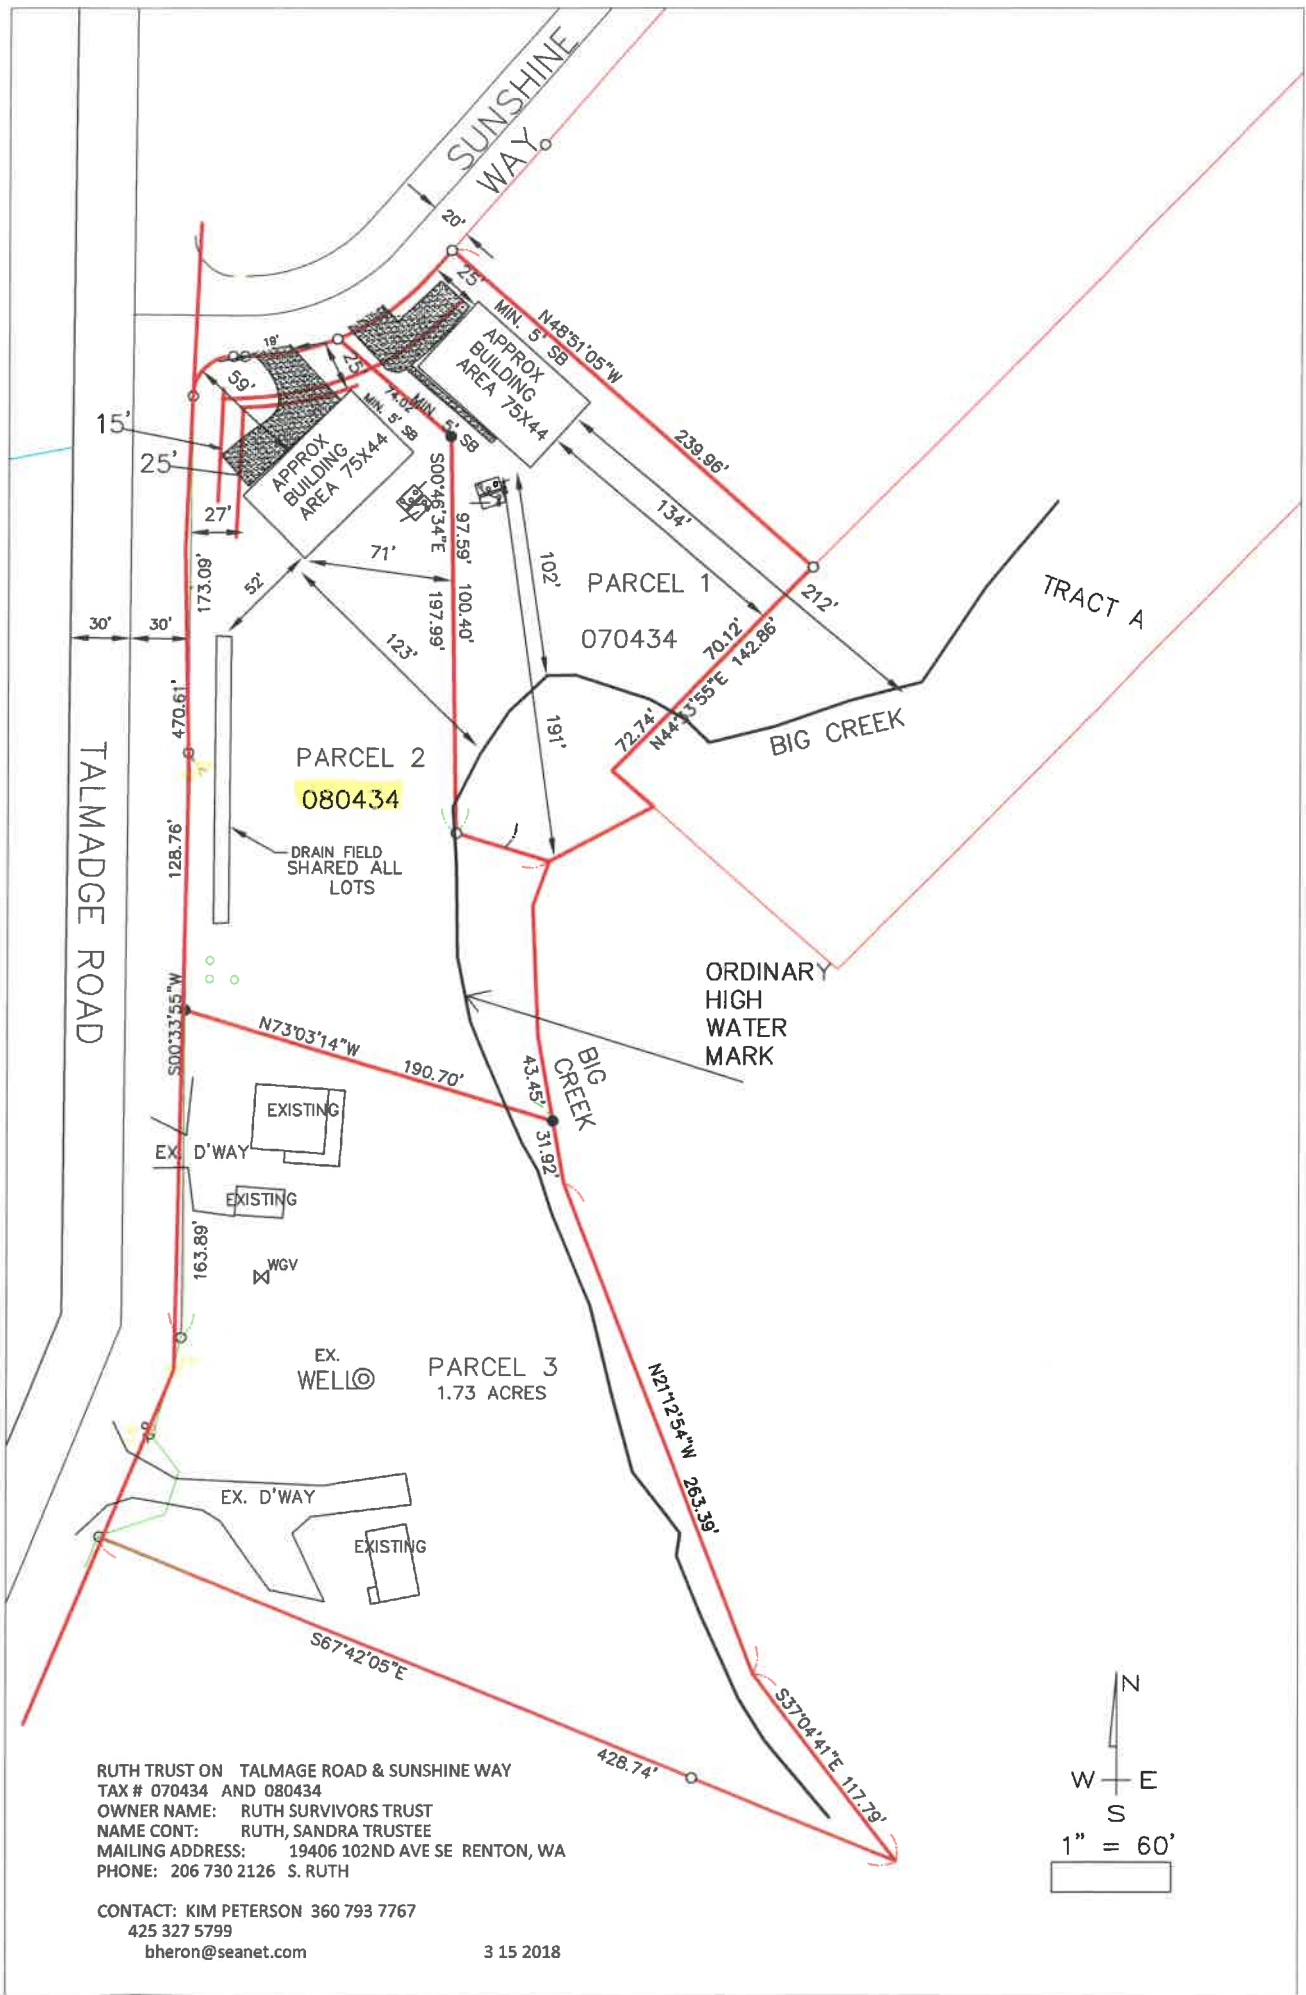 SUNSHINE
WAY
20'
25'
MIN. 5' SB
N48°51'05"W
239.96'
APPROX
BUILDING
AREA 75X44
19'
59'
25'
74.02
MIN. 5' SB
MIN. 5' SB
15'
25'
APPROX
BUILDING
AREA 75X44
27'
S00°46'34"E
97.59'
100.40'
197.99'
134'
212'
102'
71'
52'
123'
191'
PARCEL 1
070434
TRACT A
173.09'
30'
30'
70.12'
N44°33'55"E 142.86'
72.74'
BIG CREEK
470.61'
PARCEL 2
080434
TALMADGE ROAD
128.76'
DRAIN FIELD
SHARED ALL
LOTS
ORDINARY
HIGH
WATER
MARK
S00°33'55"W
N73°03'14"W
190.70'
BIG
CREEK
43.45'
31.92'
EXISTING
EX. D'WAY
EXISTING
163.89'
WGV
EX.
WELL
PARCEL 3
1.73 ACRES
N21°12'54"W 263.39'
EX. D'WAY
EXISTING
S67°42'05"E
428.74'
S37°04'41"E 117.79'
N
W E
S
1" = 60'
RUTH TRUST ON TALMAGE ROAD & SUNSHINE WAY
TAX # 070434 AND 080434
OWNER NAME: RUTH SURVIVORS TRUST
NAME CONT: RUTH, SANDRA TRUSTEE
MAILING ADDRESS: 19406 102ND AVE SE RENTON, WA
PHONE: 206 730 2126 S. RUTH
CONTACT: KIM PETERSON 360 793 7767
425 327 5799
bheron@seanet.com 3 15 2018